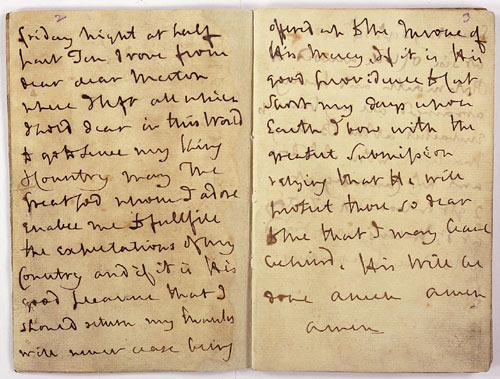 2
friday Night at half
past Ten I drove from
dear dear Merton
where I left all which
I hold dear in this World
to go to serve my King
& Country may The
Great God whom I adore
enable me to fullfill
the expectations of my
Country and if it is His
good pleasure that I
should return my thanks
will never cease being
3
offered up to the Throne of
His Mercy, if it is His
good providence to cut
short my days upon
Earth I bow with the
greatest Submission
relying that He will
protect those so dear
to me that I may leave
behind, His Will be
done amen amen
amen